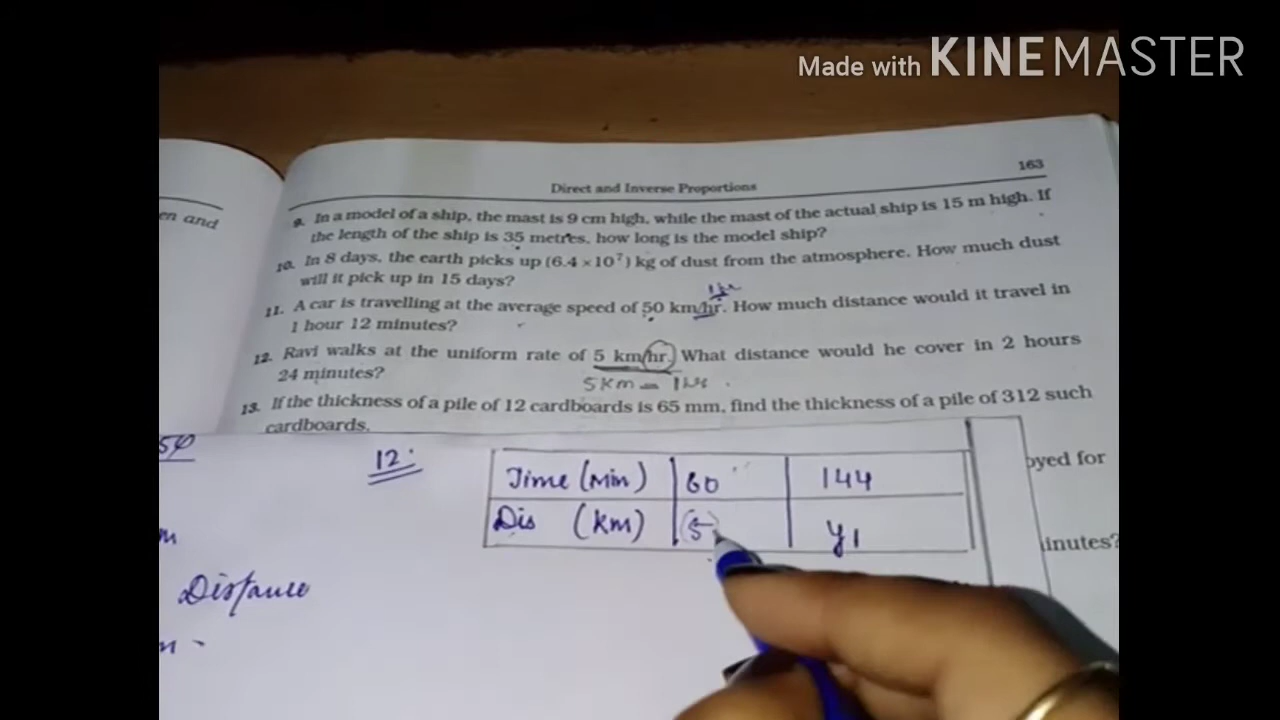 Made with KINEMASTER
163
Direct and Inverse Proportions
en and
9. In a model of a ship, the mast is 9 cm high, while the mast of the actual ship is 15 m high. If
the length of the ship is 35 metres, how long is the model ship?
10. In 8 days, the earth picks up (6.4 × 10⁷) kg of dust from the atmosphere. How much dust
will it pick up in 15 days?
1 hr
11. A car is travelling at the average speed of 50 km/hr. How much distance would it travel in
1 hour 12 minutes?
12. Ravi walks at the uniform rate of 5 km/hr. What distance would he cover in 2 hours
24 minutes?
5 km = 1 hr
13. If the thickness of a pile of 12 cardboards is 65 mm, find the thickness of a pile of 312 such
cardboards.
oyed for
12.
Time (Min) 60 144
Dis (km) (5) y1
inutes?
m
Distance